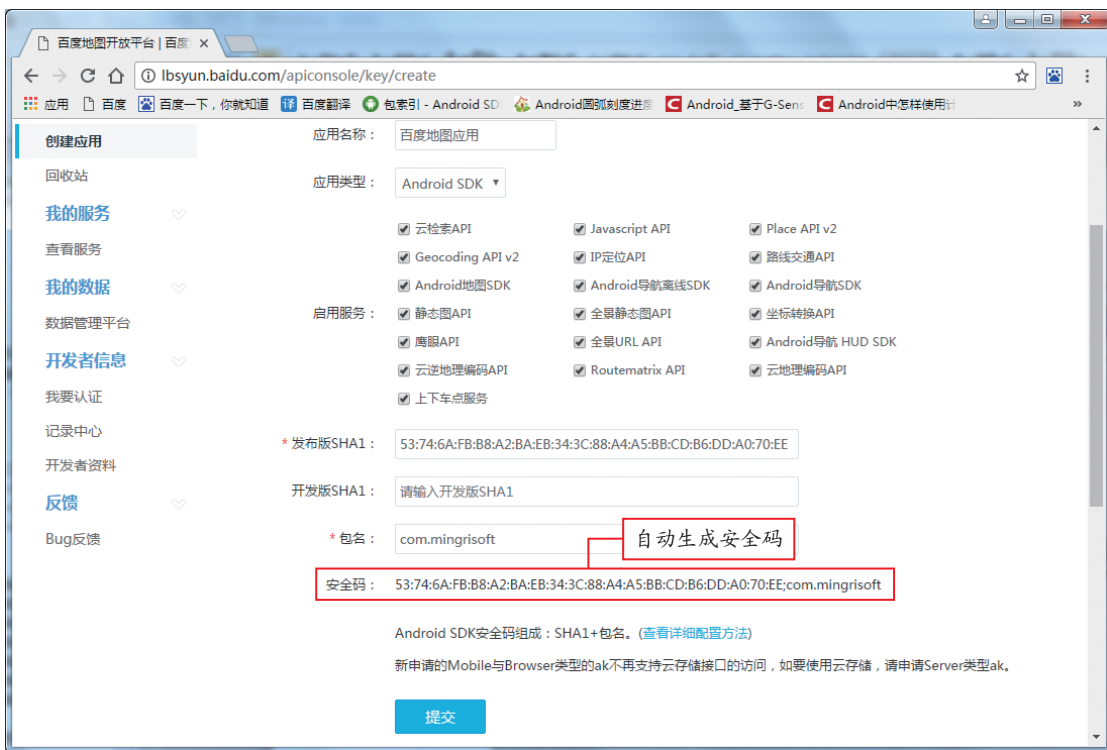 百度地图开放平台 | 百度
lbsyun.baidu.com/apiconsole/key/create
应用 百度 百度一下，你就知道 译 百度翻译 包索引 - Android SD Android圆弧刻度进度 Android_基于G-Sens Android中怎样使用计
创建应用
回收站
我的服务
查看服务
我的数据
数据管理平台
开发者信息
我要认证
记录中心
开发者资料
反馈
Bug反馈
应用名称： 百度地图应用
应用类型： Android SDK
启用服务：
云检索API Javascript API Place API v2
Geocoding API v2 IP定位API 路线交通API
Android地图SDK Android导航离线SDK Android导航SDK
静态图API 全景静态图API 坐标转换API
鹰眼API 全景URL API Android导航 HUD SDK
云逆地理编码API Routematrix API 云地理编码API
上下车点服务
* 发布版SHA1： 53:74:6A:FB:B8:A2:BA:EB:34:3C:88:A4:A5:BB:CD:B6:DD:A0:70:EE
开发版SHA1： 请输入开发版SHA1
* 包名： com.mingrisoft
自动生成安全码
安全码： 53:74:6A:FB:B8:A2:BA:EB:34:3C:88:A4:A5:BB:CD:B6:DD:A0:70:EE;com.mingrisoft
Android SDK安全码组成：SHA1+包名。(查看详细配置方法)
新申请的Mobile与Browser类型的ak不再支持云存储接口的访问，如要使用云存储，请申请Server类型ak。
提交